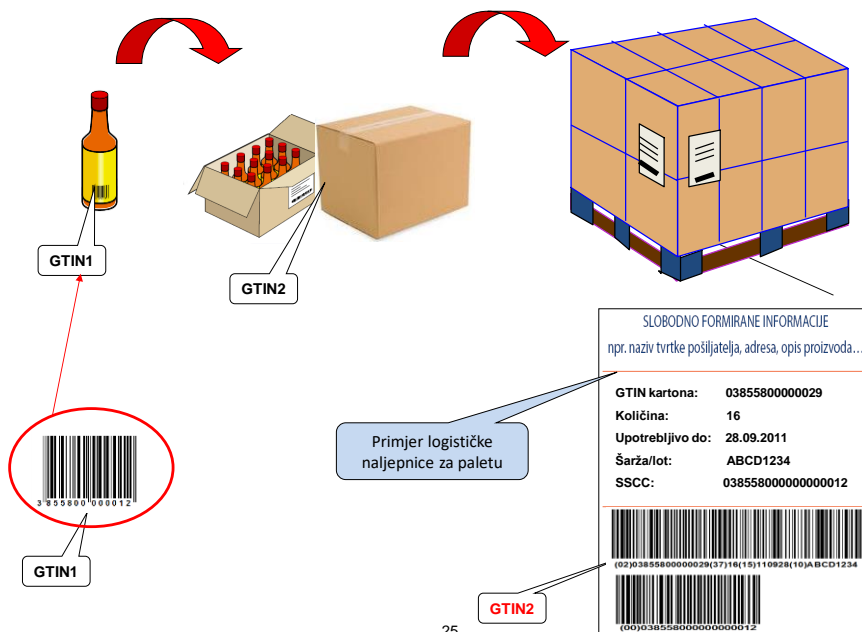 GTIN1
GTIN2
SLOBODNO FORMIRANE INFORMACIJE
npr. naziv tvrtke pošiljatelja, adresa, opis proizvoda...
GTIN kartona: 03855800000029
Količina: 16
Upotrebljivo do: 28.09.2011
Šarža/lot: ABCD1234
SSCC: 038558000000000012
Primjer logističke
naljepnice za paletu
3 855800 000012
GTIN1
(02)03855800000029(37)16(15)110928(10)ABCD1234
GTIN2
(00)038558000000000012
25